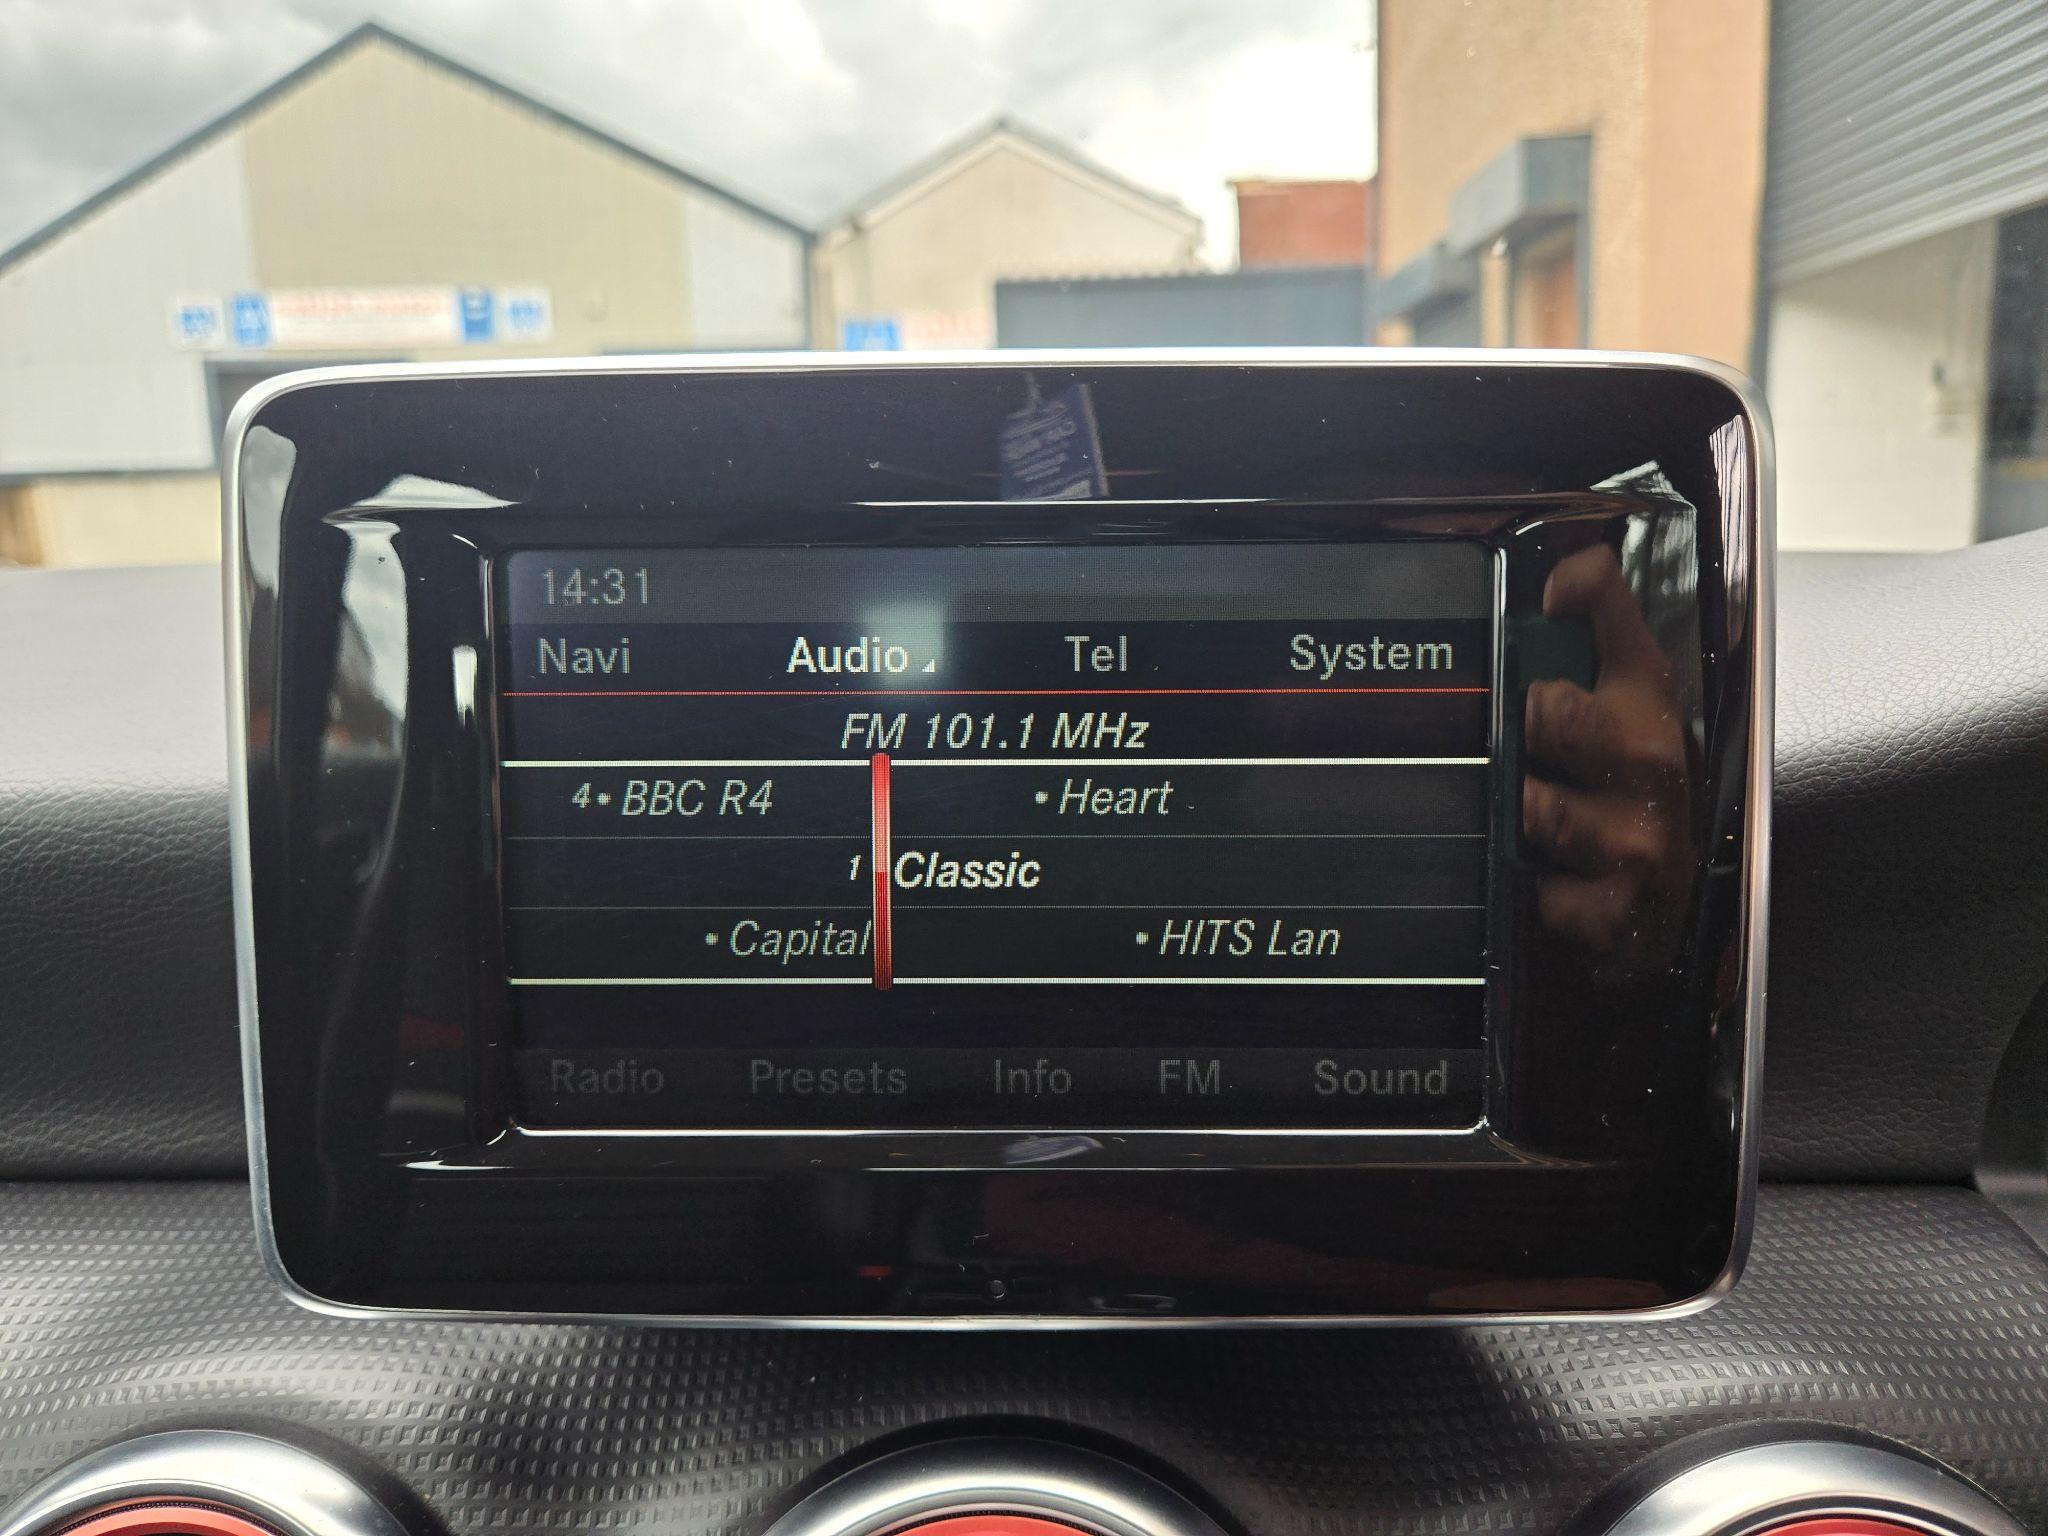 14:31
Navi Audio Tel System
FM 101.1 MHz
4• BBC R4 • Heart
1 Classic
• Capital • HITS Lan
Radio Presets Info FM Sound